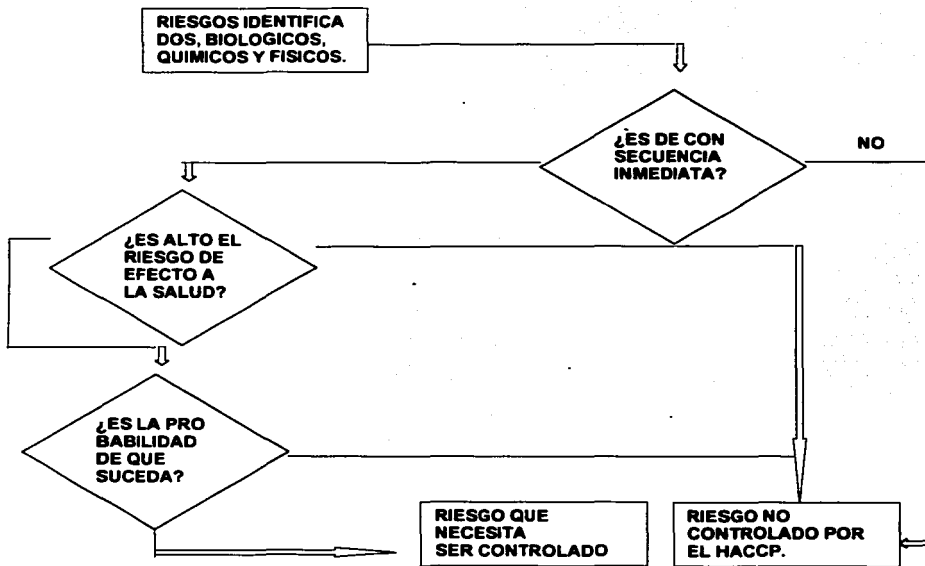 RIESGOS IDENTIFICA
DOS, BIOLOGICOS,
QUIMICOS Y FISICOS.
¿ES DE CON
SECUENCIA
INMEDIATA?
NO
¿ES ALTO EL
RIESGO DE
EFECTO A
LA SALUD?
¿ES LA PRO
BABILIDAD
DE QUE
SUCEDA?
RIESGO QUE
NECESITA
SER CONTROLADO
RIESGO NO
CONTROLADO POR
EL HACCP.